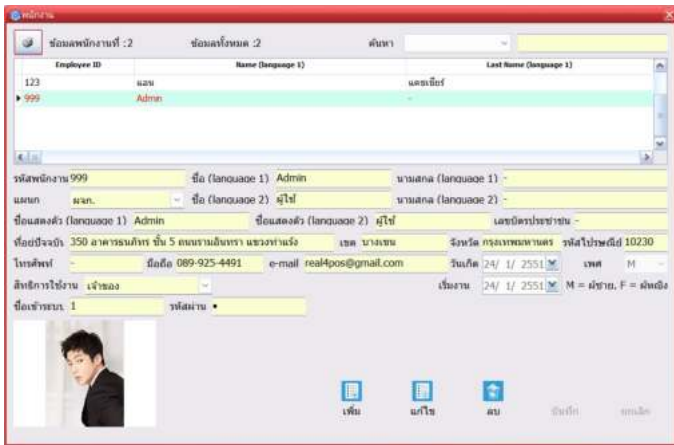 พนักงาน
ข้อมูลพนักงานที่ :2 ข้อมูลทั้งหมด :2 ค้นหา
Employee ID Name (language 1) Last Name (language 1)
123 แอน แคชเชียร์
999 Admin -
รหัสพนักงาน 999 ชื่อ (language 1) Admin นามสกุล (language 1) -
แผนก ผจก. ชื่อ (language 2) ผู้ใช้ นามสกุล (language 2) -
ชื่อแสดงตัว (language 1) Admin ชื่อแสดงตัว (language 2) ผู้ใช้ เลขบัตรประชาชน -
ที่อยู่ปัจจุบัน 350 อาคารธนภัทร ชั้น 5 ถนนรามอินทรา แขวงท่าแร้ง เขต บางเขน จังหวัด กรุงเทพมหานคร รหัสไปรษณีย์ 10230
โทรศัพท์ - มือถือ 089-925-4491 e-mail real4pos@gmail.com วันเกิด 24/ 1/ 2551 เพศ M
สิทธิการใช้งาน เจ้าของ เริ่มงาน 24/ 1/ 2551 M = ผู้ชาย, F = ผู้หญิง
ชื่อเข้าระบบ 1 รหัสผ่าน •
เพิ่ม แก้ไข ลบ บันทึก ยกเลิก